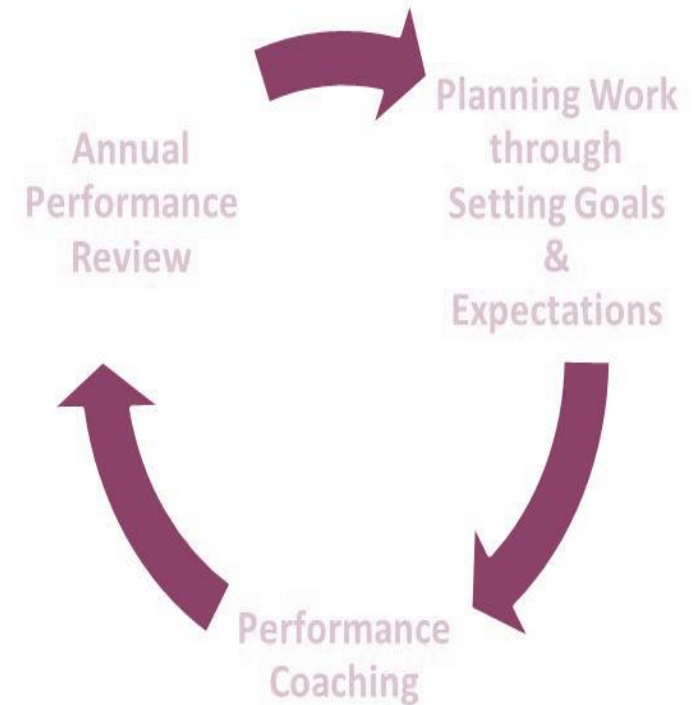 Annual
Performance
Review
Planning Work
through
Setting Goals
&
Expectations
Performance
Coaching